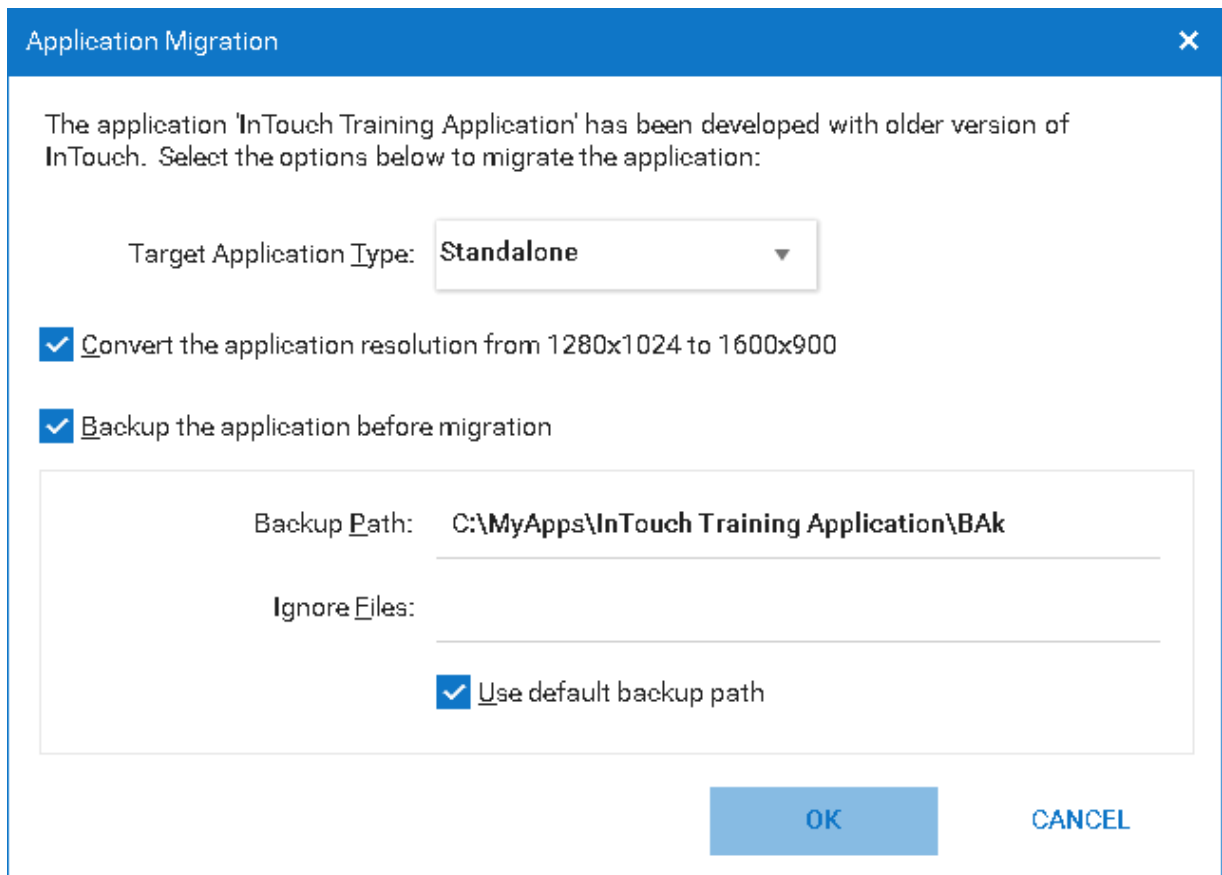 Application Migration
The application 'InTouch Training Application' has been developed with older version of
InTouch.  Select the options below to migrate the application:
Target Application Type: Standalone
Convert the application resolution from 1280x1024 to 1600x900
Backup the application before migration
Backup Path: C:\MyApps\InTouch Training Application\BAk
Ignore Files:
Use default backup path
OK CANCEL